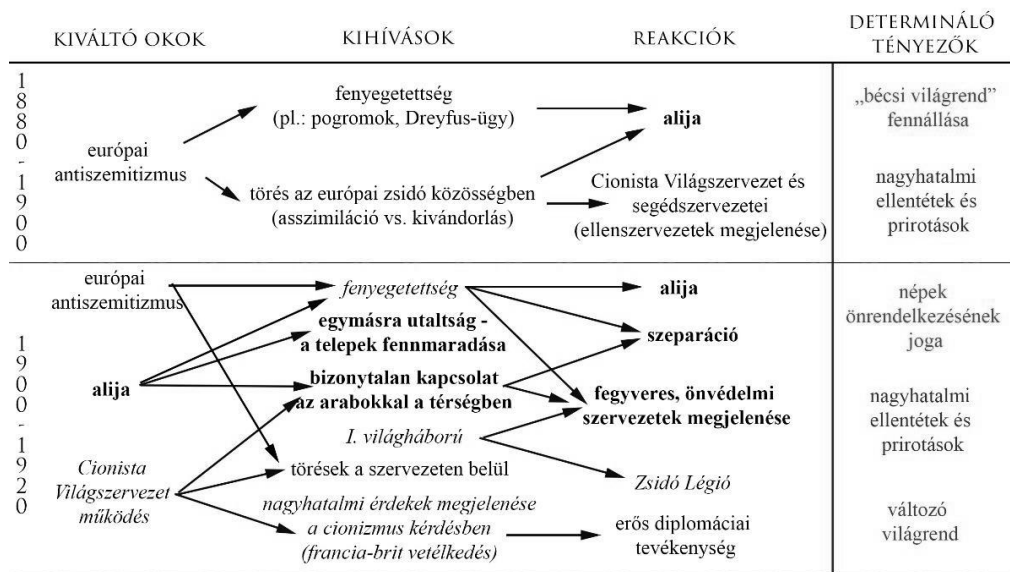 KIVÁLTÓ OKOK
KIHÍVÁSOK
REAKCIÓK
DETERMINÁLÓ
TÉNYEZŐK
1880-1900
európai
antiszemitizmus
fenyegetettség
(pl.: pogromok, Dreyfus-ügy)
törés az európai zsidó közösségben
(asszimiláció vs. kivándorlás)
alija
Cionista Világszervezet és
segédszervezetei
(ellenszervezetek megjelenése)
„bécsi világrend”
fennállása
nagyhatalmi
ellentétek és
prirotások
1900-1920
európai
antiszemitizmus
alija
Cionista
Világszervezet
működés
fenyegetettség
egymásra utaltság -
a telepek fennmaradása
bizonytalan kapcsolat
az arabokkal a térségben
I. világháború
törések a szervezeten belül
nagyhatalmi érdekek megjelenése
a cionizmus kérdésben
(francia-brit vetélkedés)
alija
szeparáció
fegyveres, önvédelmi
szervezetek megjelenése
Zsidó Légió
erős diplomáciai
tevékenység
népek
önrendelkezésének
joga
nagyhatalmi
ellentétek és
prirotások
változó
világrend